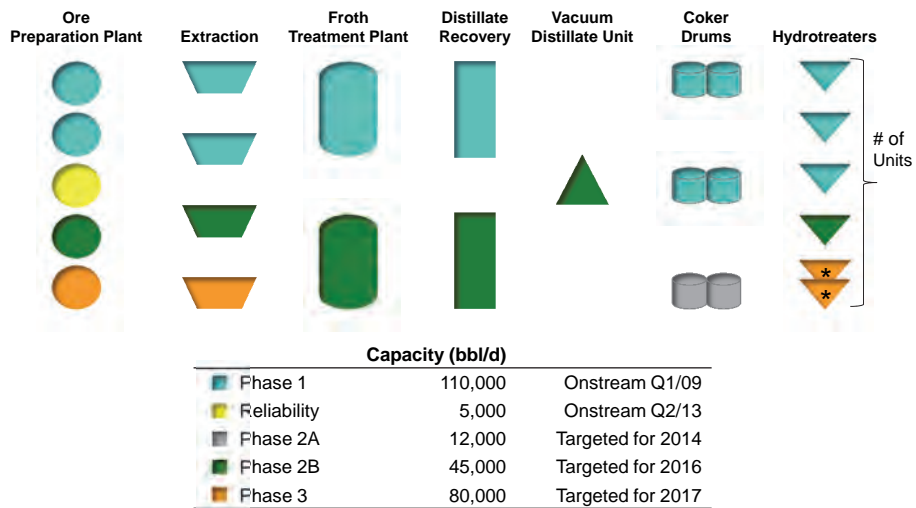 Ore
Preparation Plant
Extraction
Froth
Treatment Plant
Distillate
Recovery
Vacuum
Distillate Unit
Coker
Drums
Hydrotreaters
# of
Units
*
*
Capacity (bbl/d)
Phase 1 110,000 Onstream Q1/09
Reliability 5,000 Onstream Q2/13
Phase 2A 12,000 Targeted for 2014
Phase 2B 45,000 Targeted for 2016
Phase 3 80,000 Targeted for 2017